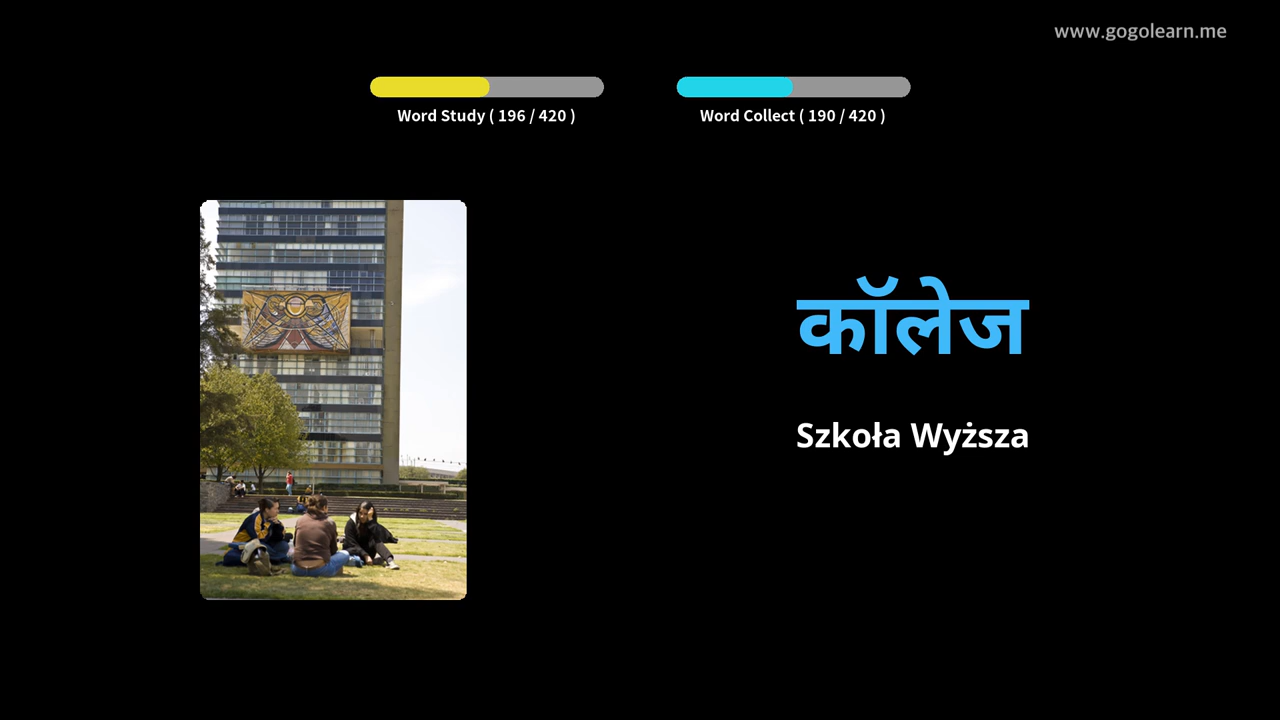 www.gogolearn.me
Word Study ( 196 / 420 )
Word Collect ( 190 / 420 )
कॉलेज
Szkoła Wyższa